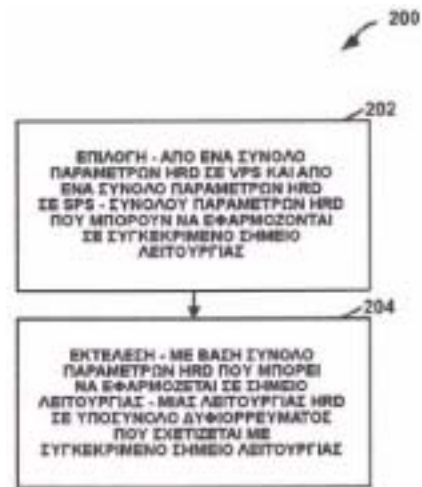 200
202
ΕΠΙΛΟΓΗ - ΑΠΟ ΕΝΑ ΣΥΝΟΛΟ
ΠΑΡΑΜΕΤΡΩΝ HRD ΣΕ VPS ΚΑΙ ΑΠΟ
ΕΝΑ ΣΥΝΟΛΟ ΠΑΡΑΜΕΤΡΩΝ HRD
ΣΕ SPS - ΣΥΝΟΛΟΥ ΠΑΡΑΜΕΤΡΩΝ HRD
ΠΟΥ ΜΠΟΡΟΥΝ ΝΑ ΕΦΑΡΜΟΖΟΝΤΑΙ
ΣΕ ΣΥΓΚΕΚΡΙΜΕΝΟ ΣΗΜΕΙΟ
ΛΕΙΤΟΥΡΓΙΑΣ
204
ΕΚΤΕΛΕΣΗ - ΜΕ ΒΑΣΗ ΣΥΝΟΛΟ
ΠΑΡΑΜΕΤΡΩΝ HRD ΠΟΥ ΜΠΟΡΕΙ
ΝΑ ΕΦΑΡΜΟΖΕΤΑΙ ΣΕ ΣΗΜΕΙΟ
ΛΕΙΤΟΥΡΓΙΑΣ - ΜΙΑΣ ΛΕΙΤΟΥΡΓΙΑΣ HRD
ΣΕ ΥΠΟΣΥΝΟΛΟ ΔΥΦΙΟΡΡΕΥΜΑΤΟΣ
ΠΟΥ ΣΧΕΤΙΖΕΤΑΙ ΜΕ
ΣΥΓΚΕΚΡΙΜΕΝΟ ΣΗΜΕΙΟ ΛΕΙΤΟΥΡΓΙΑΣ